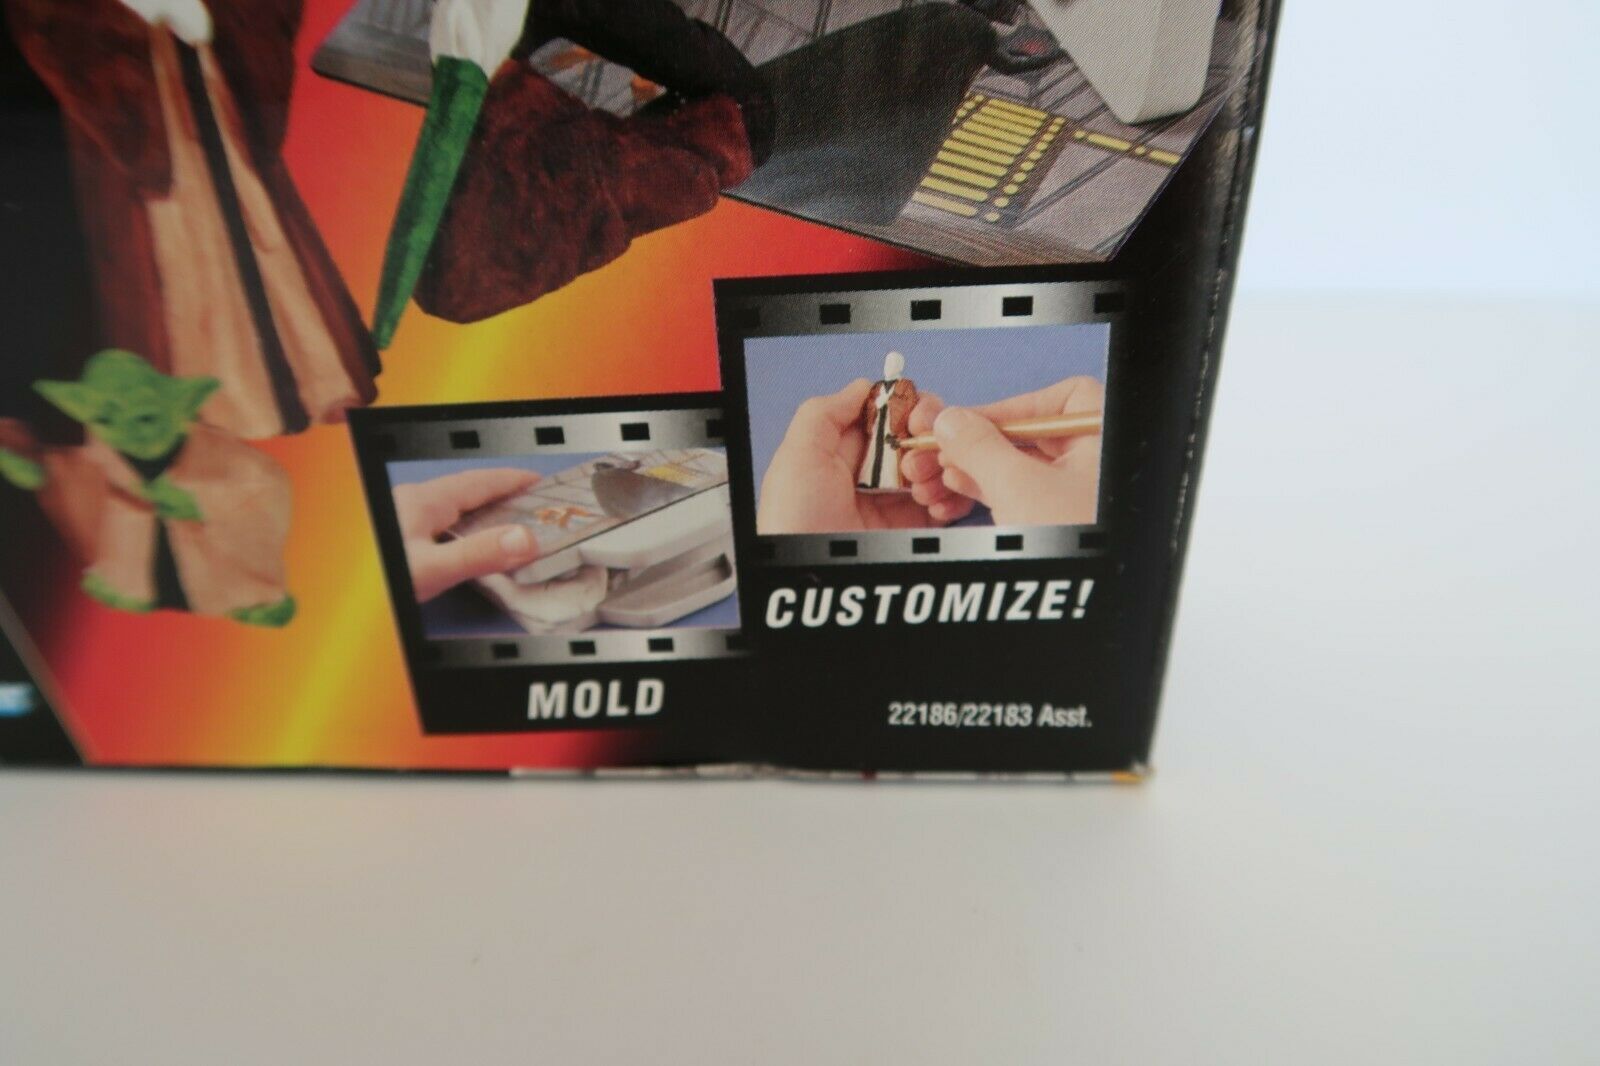 CUSTOMIZE!
MOLD
22186/22183 Asst.